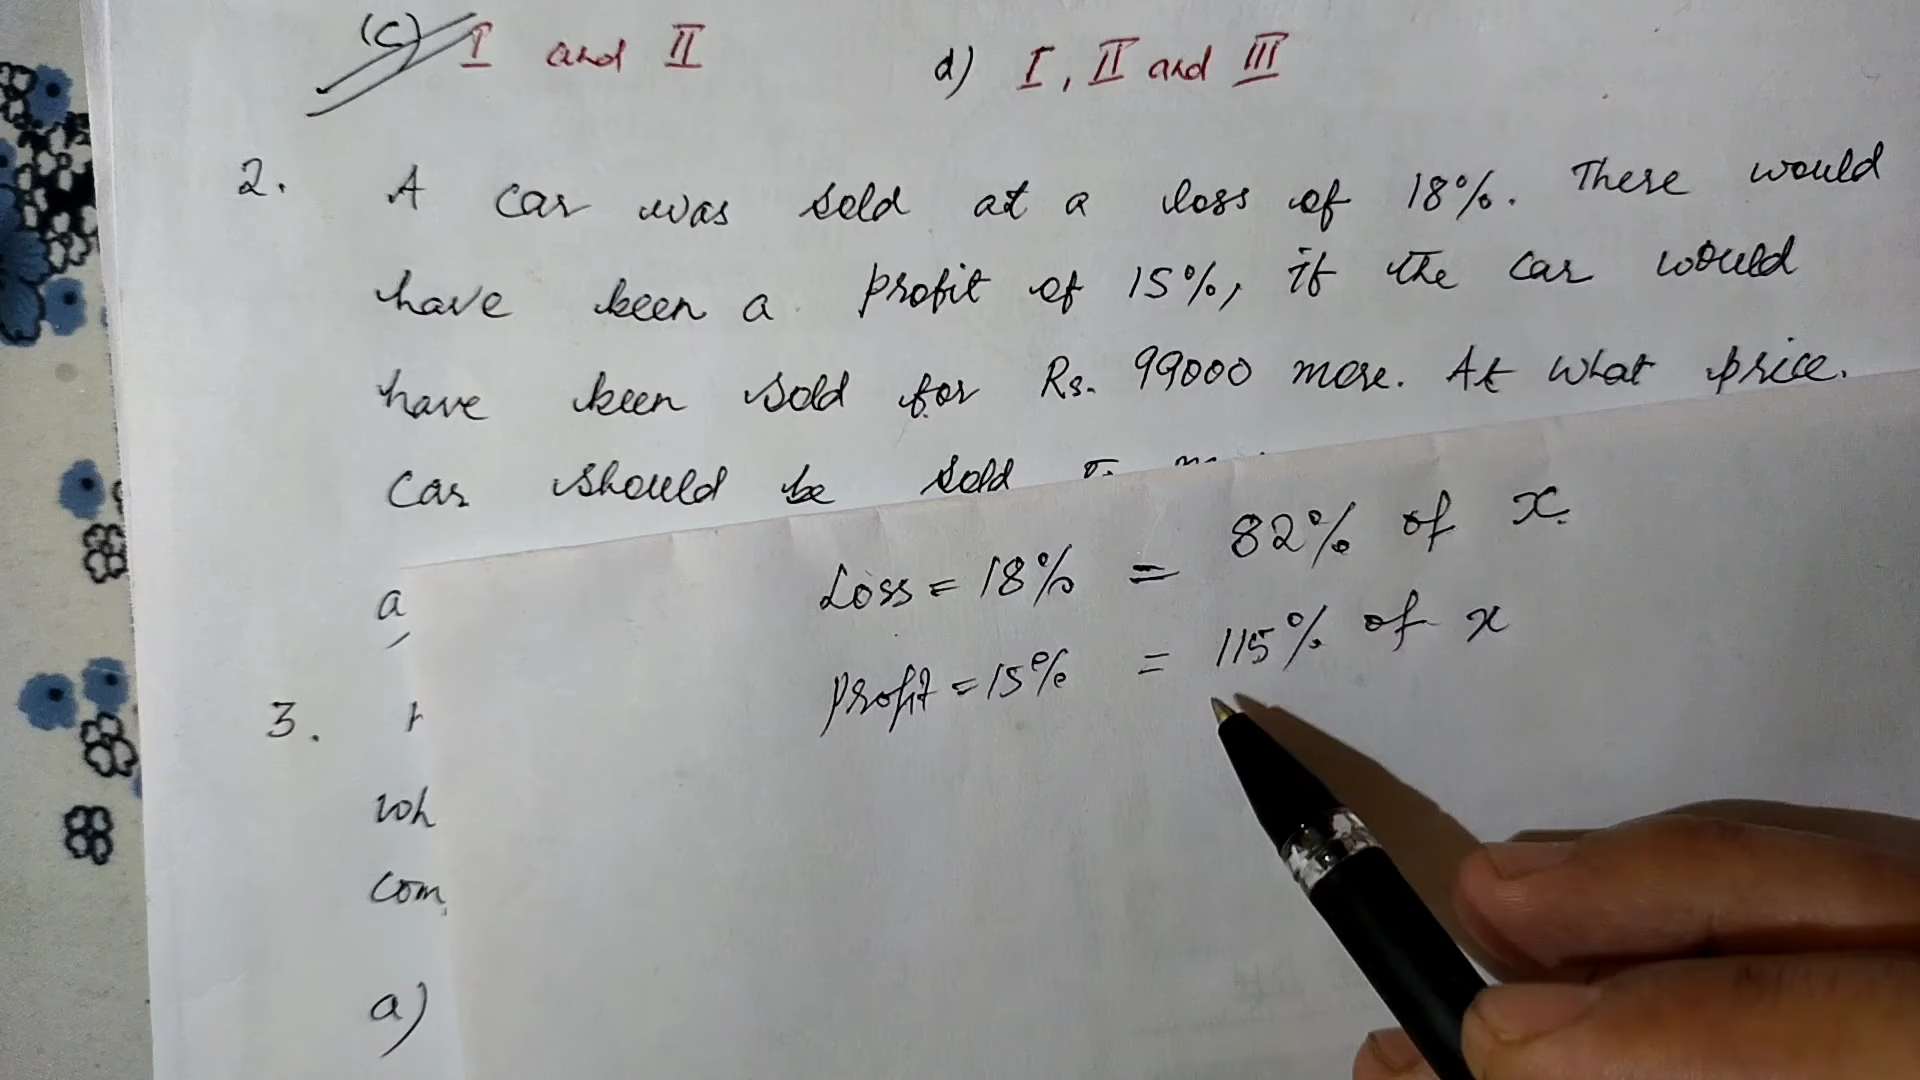 (c) I and II d) I, II and III
2. A car was sold at a loss of 18%. There would
have been a profit of 15%, if the car would
have been sold for Rs. 99000 more. At what price.
car should be sold
Loss = 18% = 82% of x
Profit = 15% = 115% of x
a
3.
wh
com
a)